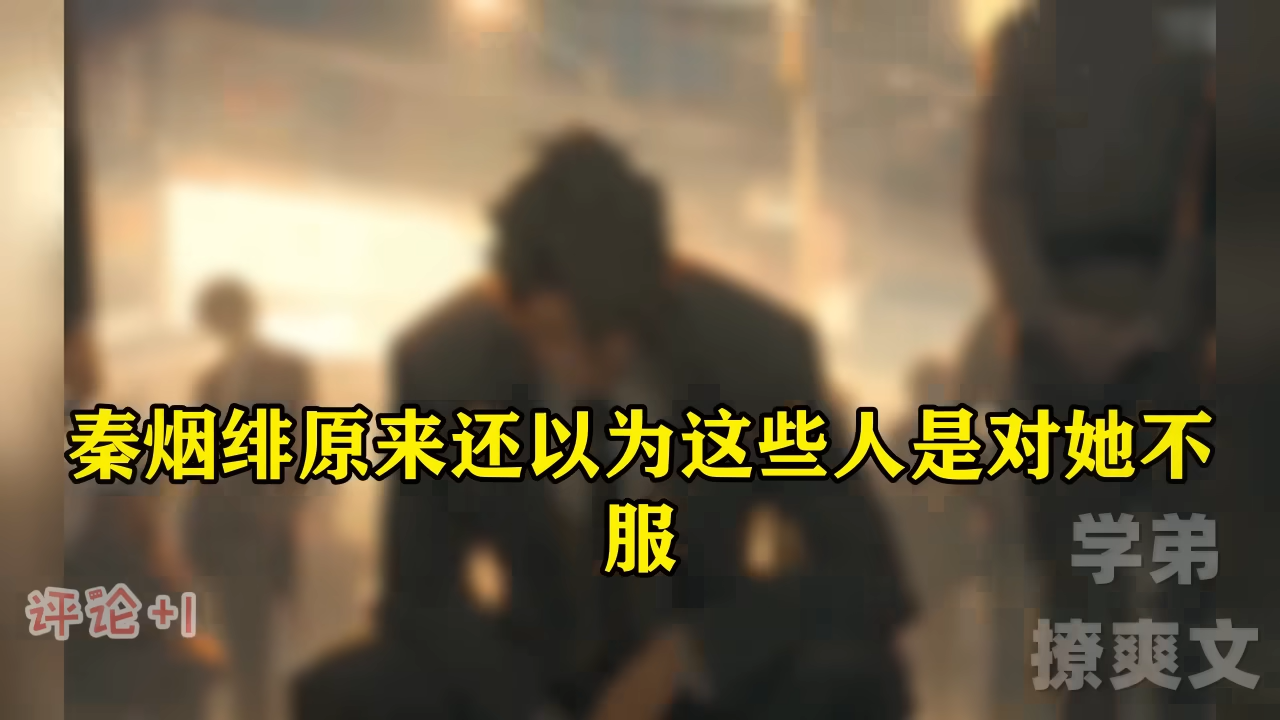 秦烟绯原来还以为这些人是对她不
服
学弟
撩爽文
评论+1